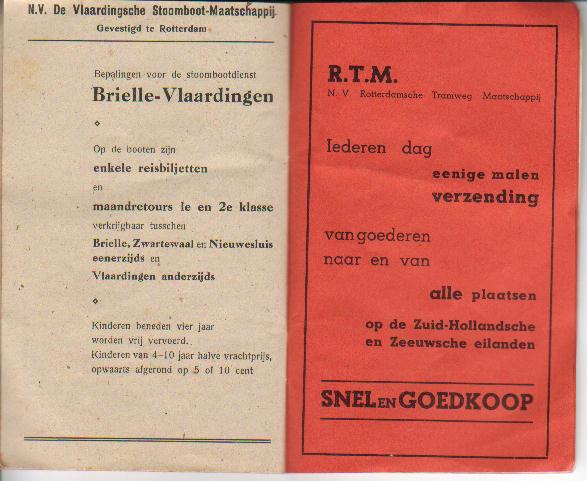 N.V. De Vlaardingsche Stoomboot-Maatschappij.
Gevestigd te Rotterdam
Bepalingen voor de stoombootdienst
Brielle-Vlaardingen
Op de booten zijn
enkele reisbiljetten
en
maandretours Ie en 2e klasse
verkrijgbaar tusschen
Brielle, Zwartewaal en Nieuwesluis
eenerzijds en
Vlaardingen anderzijds
Kinderen beneden vier jaar
worden vrij vervoerd.
Kinderen van 4-10 jaar halve vrachtprijs,
opwaarts afgerond op 5 of 10 cent
R.T.M.
N. V. Rotterdamsche Tramweg Maatschappij
Iederen dag
eenige malen
verzending
van goederen
naar en van
alle plaatsen
op de Zuid-Hollandsche
en Zeeuwsche eilanden
SNEL EN GOEDKOOP